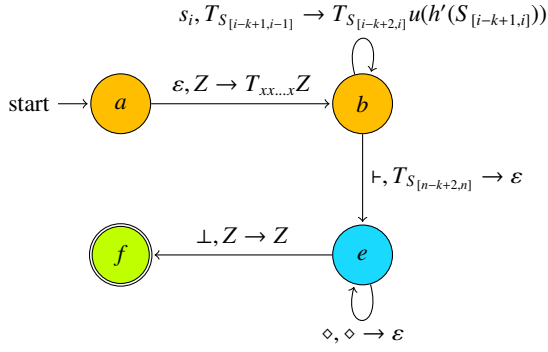 s_i, T_{S_{[i-k+1,i-1]}} → T_{S_{[i-k+2,i]}} u(h'(S_{[i-k+1,i]}))
start a ε, Z → T_{xx...x}Z b
⊢, T_{S_{[n-k+2,n]}} → ε
f ⊥, Z → Z e
⋄, ⋄ → ε